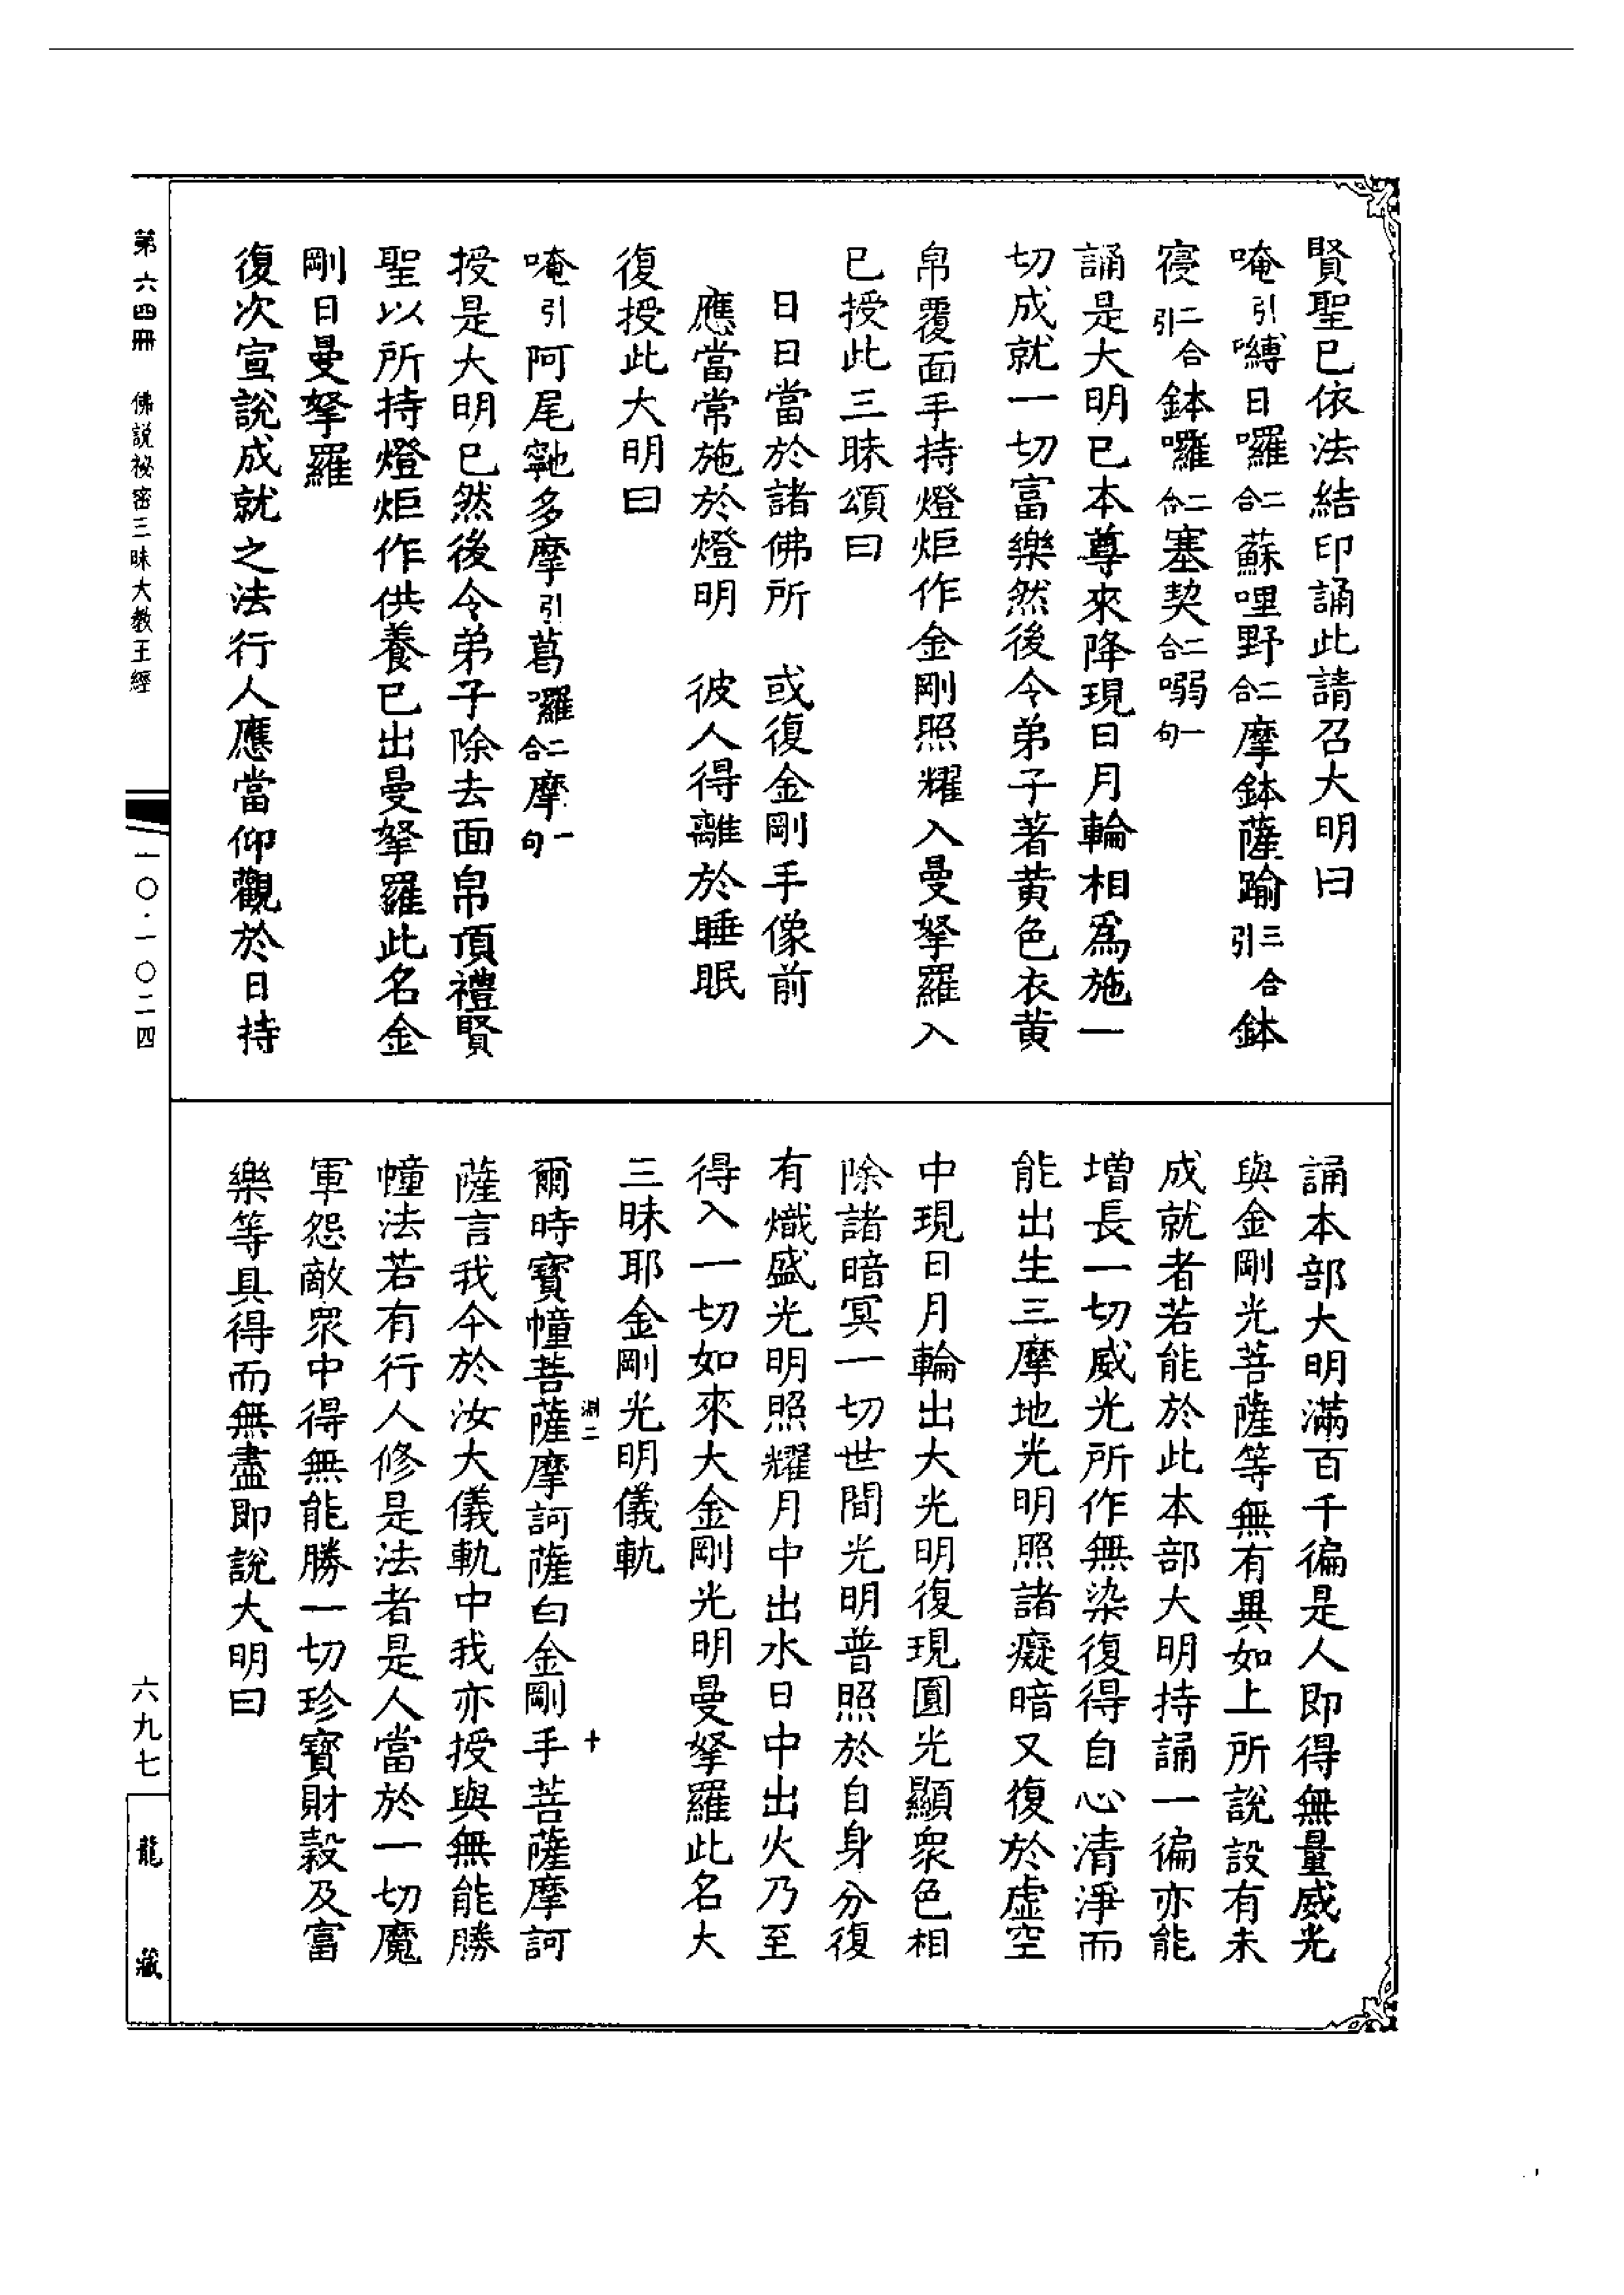 賢聖已依法結印誦此請召大明曰
唵引嚩日囉二合蘇哩野二合摩鉢薩踰三合引鉢
寑二合引鉢囉二合塞契二合嗍一句
誦是大明已本尊來降現日月輪相爲施一
切成就一切富樂然後令弟子著黄色衣黄
帛覆面手持燈炬作金剛照耀入曼拏羅入
已授此三昧頌曰
日日當於諸佛所　或復金剛手像前
應當常施於燈明　彼人得離於睡眠
復授此大明曰
唵引阿尾鼾多摩引葛囉二合摩一句
授是大明已然後令弟子除去面帛頂禮賢
聖以所持燈炬作供養已出曼拏羅此名金
剛日曼拏羅
復次宣說成就之法行人應當仰觀於日持
誦本部大明滿百千徧是人即得無量威光
與金剛光菩薩等無有異如上所說設有未
成就者若能於此本部大明持誦一徧亦能
增長一切威光所作無染復得自心清淨而
能出生三摩地光明照諸癡暗又復於虛空
中現日月輪出大光明復現圓光顯衆色相
除諸暗冥一切世間光明普照於自身分復
有熾盛光明照耀月中出水日中出火乃至
得入一切如來大金剛光明曼拏羅此名大
三昧耶金剛光明儀軌
爾時寶幢菩薩摩訶薩白金剛手菩薩摩訶
淵二
十
薩言我今於汝大儀軌中我亦授與無能勝
幢法若有行人修是法者是人當於一切魔
軍怨敵衆中得無能勝一切珍寶財穀及富
樂等具得而無盡即說大明曰
第六四冊　佛說祕密三昧大教王經
一〇·一〇二四
六九七
龍藏